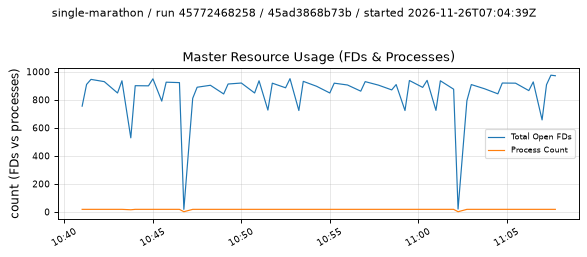 single-marathon / run 45772468258 / 45ad3868b73b / started 2026-11-26T07:04:39Z
Master Resource Usage (FDs & Processes)
count (FDs vs processes)
1000
800
600
400
200
0
Total Open FDs
Process Count
10:40
10:45
10:50
10:55
11:00
11:05